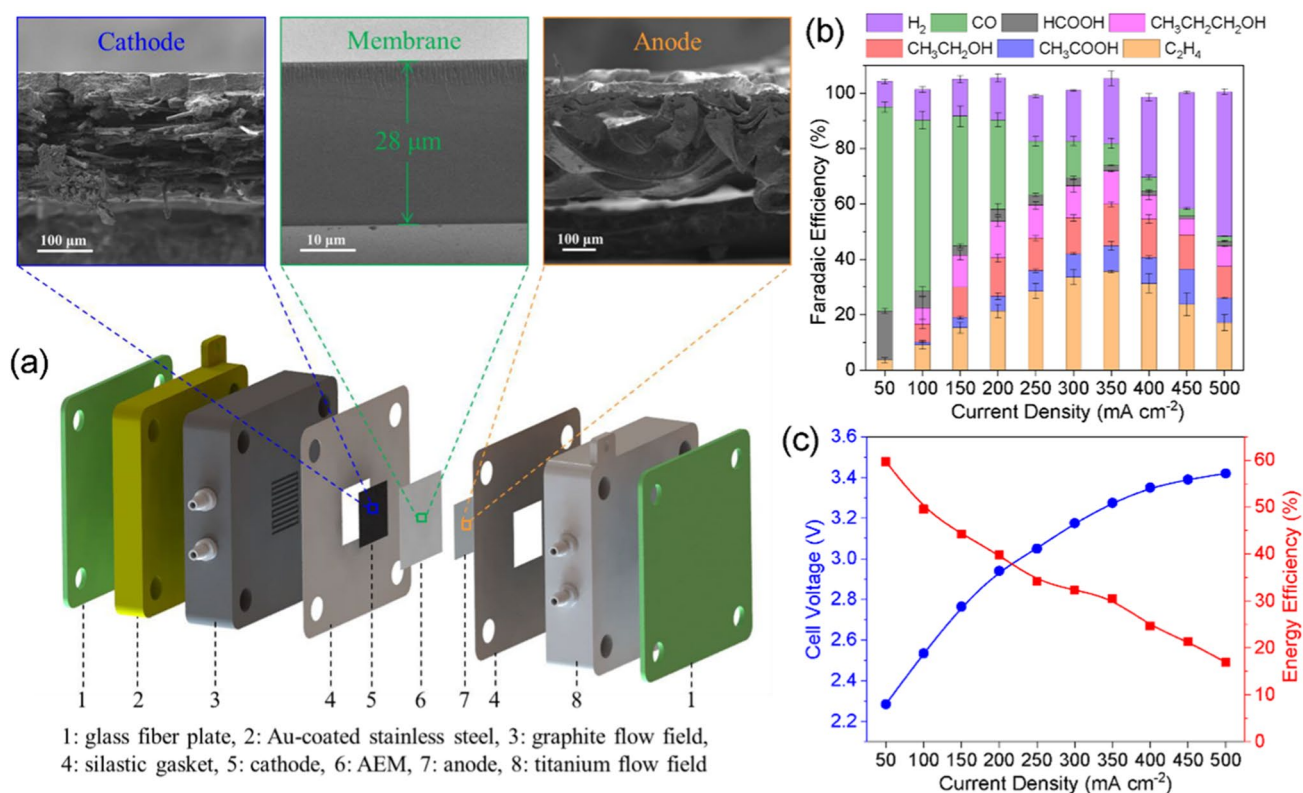 Cathode
100 μm
Membrane
28 μm
10 μm
Anode
100 μm
(a)
1 2 3 4 5 6 7 4 8 1
1: glass fiber plate, 2: Au-coated stainless steel, 3: graphite flow field,
4: silastic gasket, 5: cathode, 6: AEM, 7: anode, 8: titanium flow field
(b)
H₂ CO HCOOH CH₃CH₂CH₂OH
CH₃CH₂OH CH₃COOH C₂H₄
Faradaic Efficiency (%)
100
80
60
40
20
0
50 100 150 200 250 300 350 400 450 500
Current Density (mA cm⁻²)
(c)
Cell Voltage (V)
3.6
3.4
3.2
3.0
2.8
2.6
2.4
2.2
60
50
40
30
20
10
0
Energy Efficiency (%)
50 100 150 200 250 300 350 400 450 500
Current Density (mA cm⁻²)